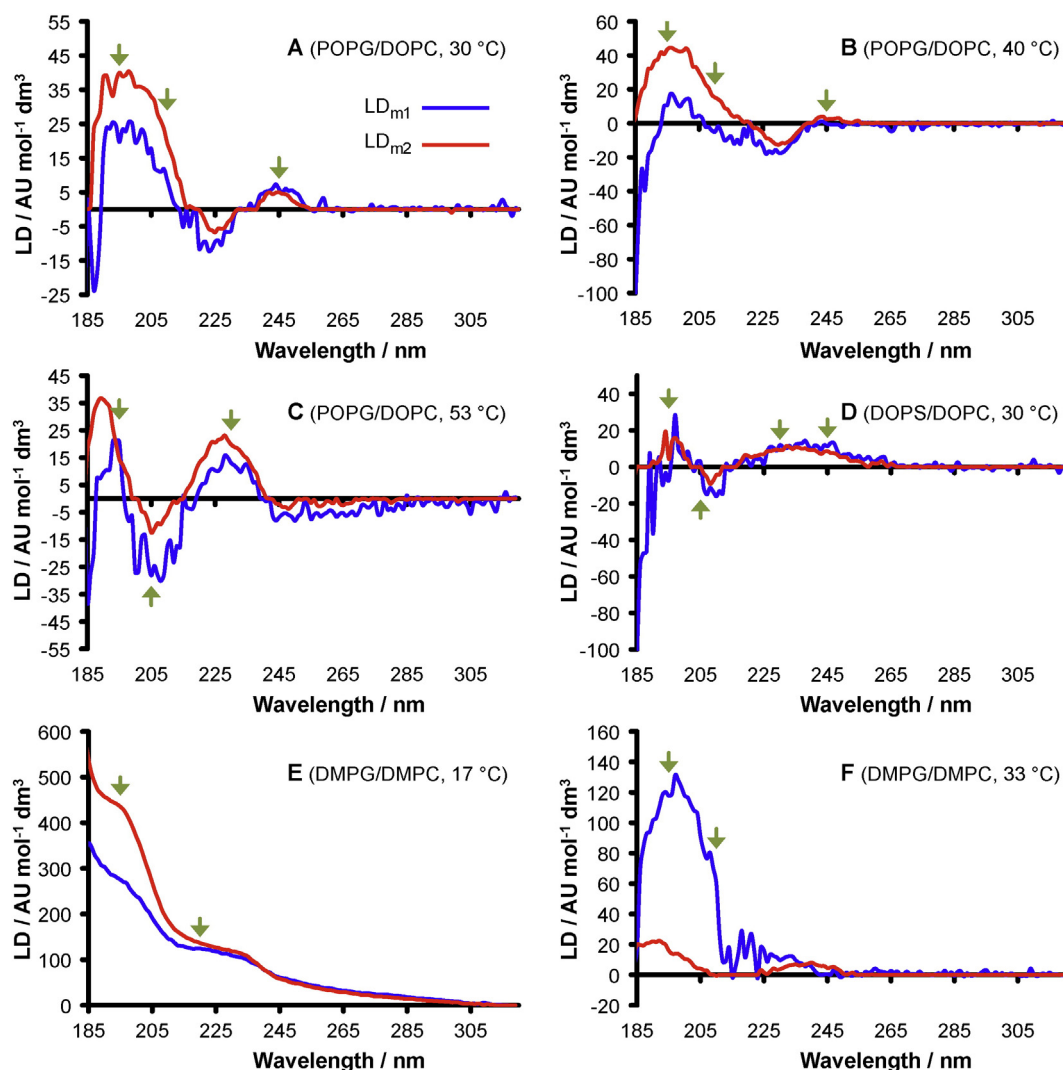 A (POPG/DOPC, 30 °C)
LDm1
LDm2
LD / AU mol-1 dm3
55
45
35
25
15
5
-5
-15
-25
185 205 225 245 265 285 305
Wavelength / nm
B (POPG/DOPC, 40 °C)
LD / AU mol-1 dm3
60
40
20
0
-20
-40
-60
-80
-100
185 205 225 245 265 285 305
Wavelength / nm
C (POPG/DOPC, 53 °C)
LD / AU mol-1 dm3
45
35
25
15
5
-5
-15
-25
-35
-45
-55
185 205 225 245 265 285 305
Wavelength / nm
D (DOPS/DOPC, 30 °C)
LD / AU mol-1 dm3
40
20
0
-20
-40
-60
-80
-100
185 205 225 245 265 285 305
Wavelength / nm
E (DMPG/DMPC, 17 °C)
LD / AU mol-1 dm3
600
500
400
300
200
100
0
185 205 225 245 265 285 305
Wavelength / nm
F (DMPG/DMPC, 33 °C)
LD / AU mol-1 dm3
160
140
120
100
80
60
40
20
0
-20
185 205 225 245 265 285 305
Wavelength / nm